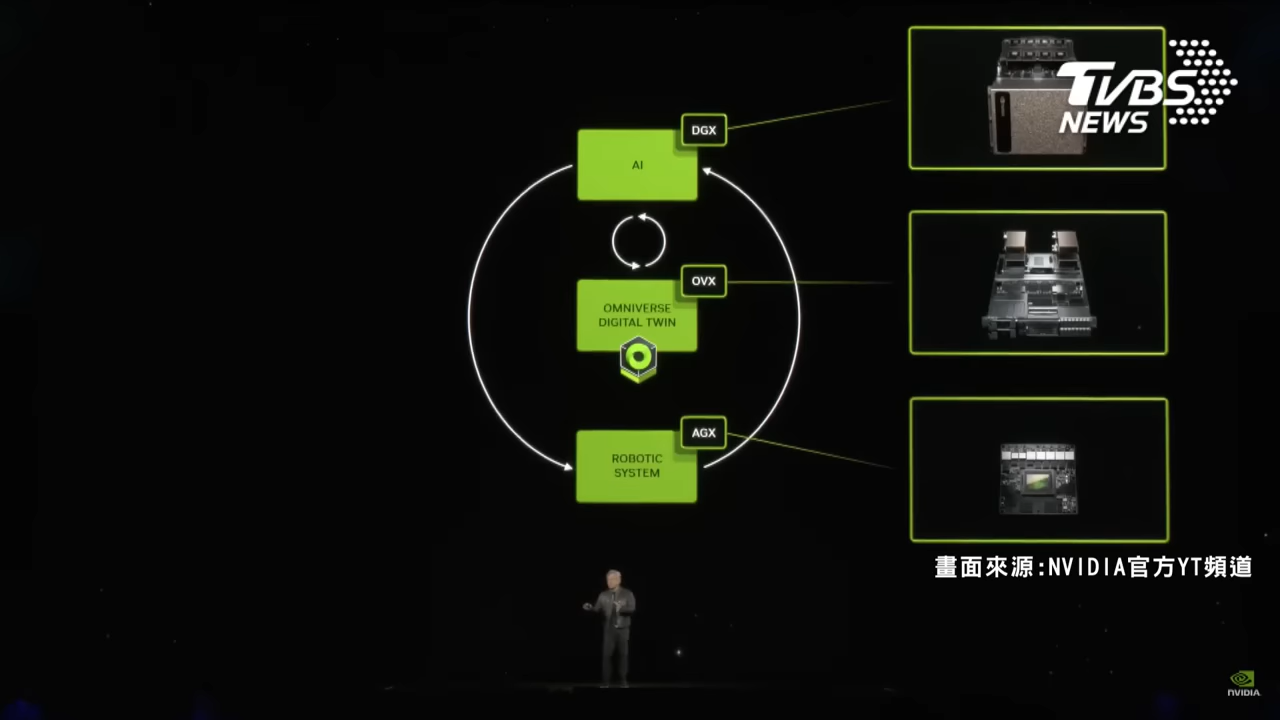 TVBS
NEWS
DGX
AI
OVX
OMNIVERSE
DIGITAL TWIN
AGX
ROBOTIC
SYSTEM
畫面來源:NVIDIA官方YT頻道
NVIDIA